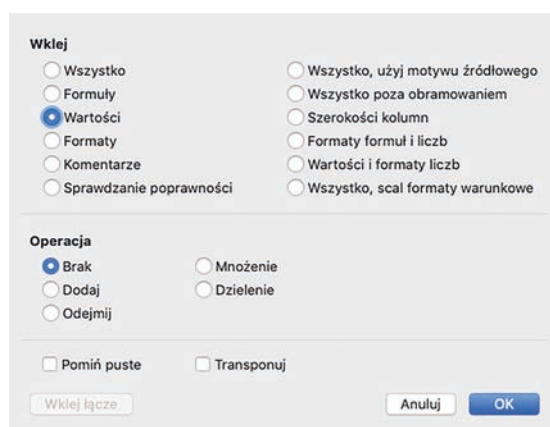 Wklej
Wszystko
Wszystko, użyj motywu źródłowego
Formuły
Wszystko poza obramowaniem
Wartości
Szerokości kolumn
Formaty
Formaty formuł i liczb
Komentarze
Wartości i formaty liczb
Sprawdzanie poprawności
Wszystko, scal formaty warunkowe
Operacja
Brak
Mnożenie
Dodaj
Dzielenie
Odejmij
Pomiń puste
Transponuj
Wklej łącze
Anuluj
OK